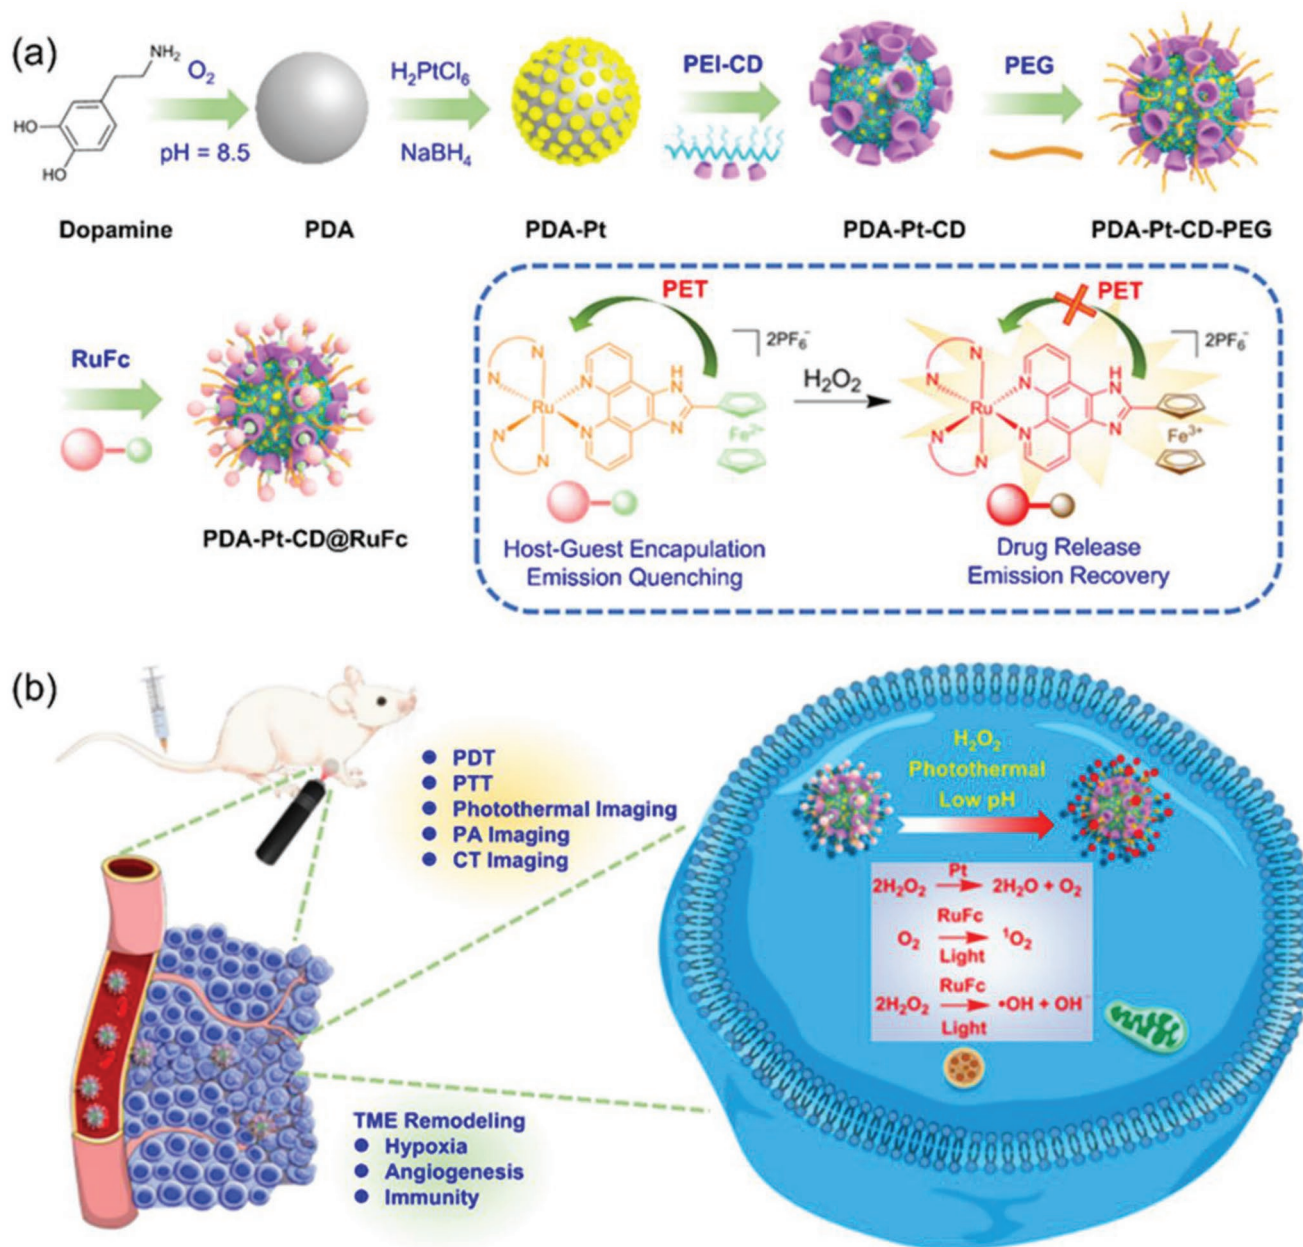 (a)
NH₂
HO
OH
O₂
pH = 8.5
H₂PtCl₆
NaBH₄
PEI-CD
PEG
Dopamine
PDA
PDA-Pt
PDA-Pt-CD
PDA-Pt-CD-PEG
RuFc
PDA-Pt-CD@RuFc
PET
2PF₆⁻
N
N
N
N
Ru
N
N
H
N
N
Fe²⁺
H₂O₂
PET
2PF₆⁻
N
N
N
N
Ru
N
N
H
N
N
Fe³⁺
Host-Guest Encapulation
Emission Quenching
Drug Release
Emission Recovery
(b)
PDT
PTT
Photothermal Imaging
PA Imaging
CT Imaging
TME Remodeling
Hypoxia
Angiogenesis
Immunity
H₂O₂
Photothermal
Low pH
Pt
2H₂O₂ → 2H₂O + O₂
RuFc
O₂ → ¹O₂
Light
RuFc
2H₂O₂ → •OH + OH⁻
Light